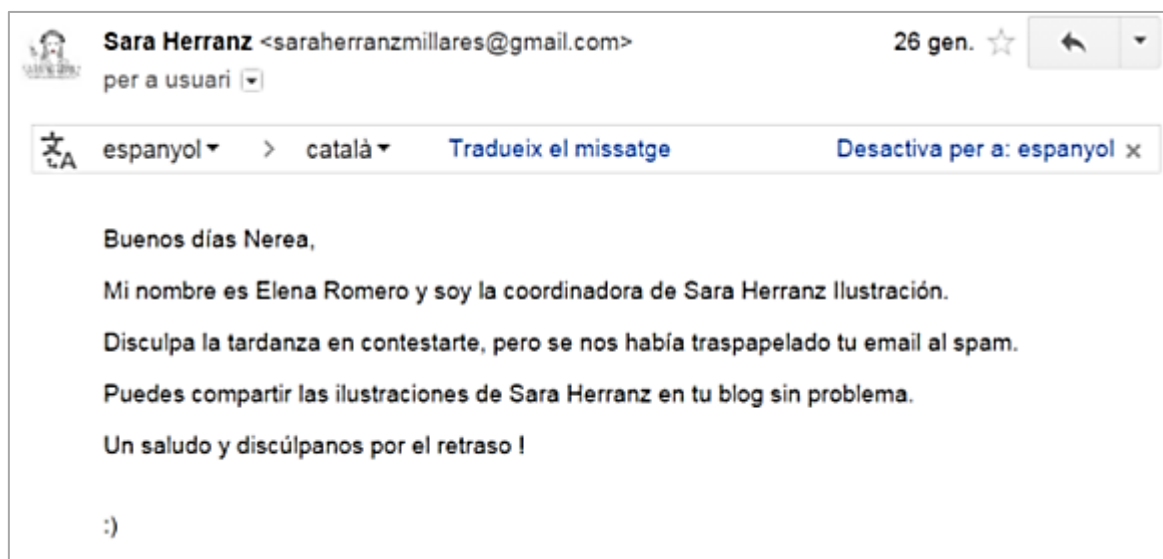 Sara Herranz <saraherranzmillares@gmail.com> 26 gen.
per a usuari
espanyol > català Tradueix el missatge Desactiva per a: espanyol ×
Buenos días Nerea,
Mi nombre es Elena Romero y soy la coordinadora de Sara Herranz Ilustración.
Disculpa la tardanza en contestarte, pero se nos había traspapelado tu email al spam.
Puedes compartir las ilustraciones de Sara Herranz en tu blog sin problema.
Un saludo y discúlpanos por el retraso !
:)